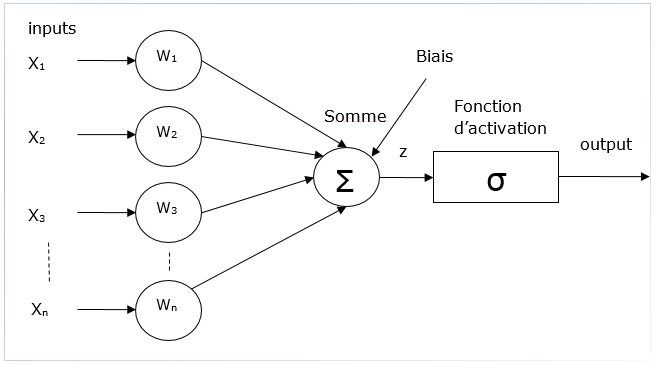 inputs
X₁
W₁
Biais
X₂
W₂
Somme
Fonction
d’activation
z
output
Σ
σ
X₃
W₃
Xₙ
Wₙ